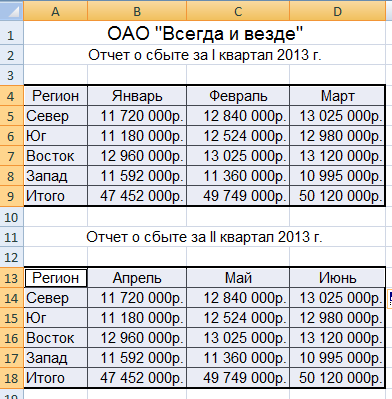 A B C D
1 ОАО "Всегда и везде"
2 Отчет о сбыте за I квартал 2013 г.
3
4 Регион Январь Февраль Март
5 Север 11 720 000р. 12 840 000р. 13 025 000р.
6 Юг 11 180 000р. 12 524 000р. 12 980 000р.
7 Восток 12 960 000р. 13 025 000р. 13 120 000р.
8 Запад 11 592 000р. 11 360 000р. 10 995 000р.
9 Итого 47 452 000р. 49 749 000р. 50 120 000р.
10
11 Отчет о сбыте за II квартал 2013 г.
12
13 Регион Апрель Май Июнь
14 Север 11 720 000р. 12 840 000р. 13 025 000р.
15 Юг 11 180 000р. 12 524 000р. 12 980 000р.
16 Восток 12 960 000р. 13 025 000р. 13 120 000р.
17 Запад 11 592 000р. 11 360 000р. 10 995 000р.
18 Итого 47 452 000р. 49 749 000р. 50 120 000р.